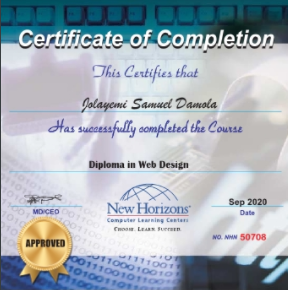 Certificate of Completion
This Certifies that
Jolayemi Samuel Damola
Has successfully completed the Course
Diploma in Web Design
New Horizons®
Computer Learning Centers
CHOOSE. LEARN. SUCCEED.
Sep 2020
MD/CEO
Date
NO. NHN 50708
APPROVED